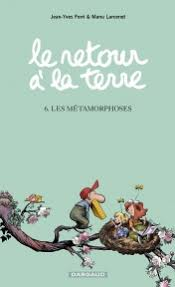 Jean-Yves Ferri & Manu Larcenet
le retour
à la terre
6. LES MÉTAMORPHOSES
DARGAUD